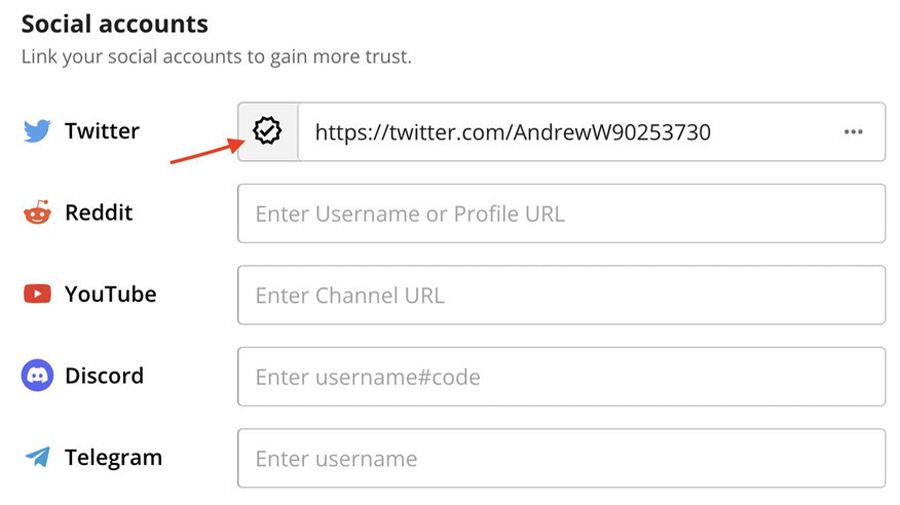 Social accounts
Link your social accounts to gain more trust.
Twitter
https://twitter.com/AndrewW90253730
Reddit
Enter Username or Profile URL
YouTube
Enter Channel URL
Discord
Enter username#code
Telegram
Enter username